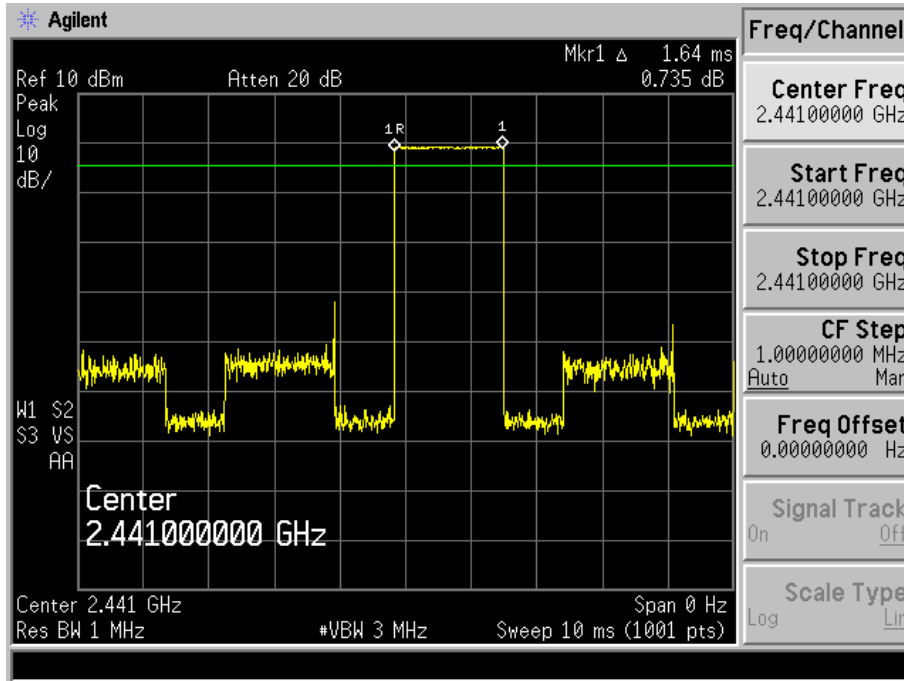 Agilent
Freq/Channel
Mkr1 Δ 1.64 ms
Ref 10 dBm Atten 20 dB 0.735 dB
Peak
Log
10
dB/
1R 1
W1 S2
S3 VS
AA
Center
2.441000000 GHz
Center 2.441 GHz Span 0 Hz
Res BW 1 MHz #VBW 3 MHz Sweep 10 ms (1001 pts)
Center Freq
2.44100000 GHz
Start Freq
2.44100000 GHz
Stop Freq
2.44100000 GHz
CF Step
1.00000000 MHz
Auto Man
Freq Offset
0.00000000 Hz
Signal Track
On Off
Scale Type
Log Lin